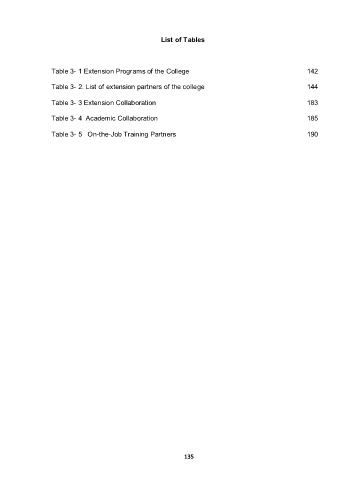 List of Tables
Table 3- 1 Extension Programs of the College 142
Table 3- 2. List of extension partners of the college 144
Table 3- 3 Extension Collaboration 183
Table 3- 4 Academic Collaboration 185
Table 3- 5 On-the-Job Training Partners 190
135